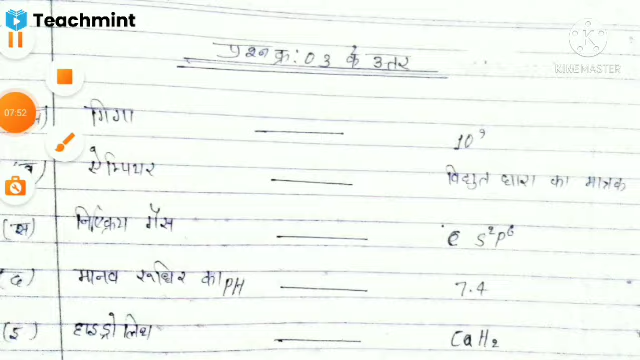 Teachmint
प्रश्न क्र: 03 के उत्तर
KINEMASTER
गिगा ——— 10⁹
07:52
(ब) ऐम्पियर ——— विद्युत धारा का मात्रक
(स) निष्क्रिय गैस ——— S²P⁶
(द) मानव रूधिर का PH ——— 7.4
(इ) हाइड्रोलिथ ——— CaH₂